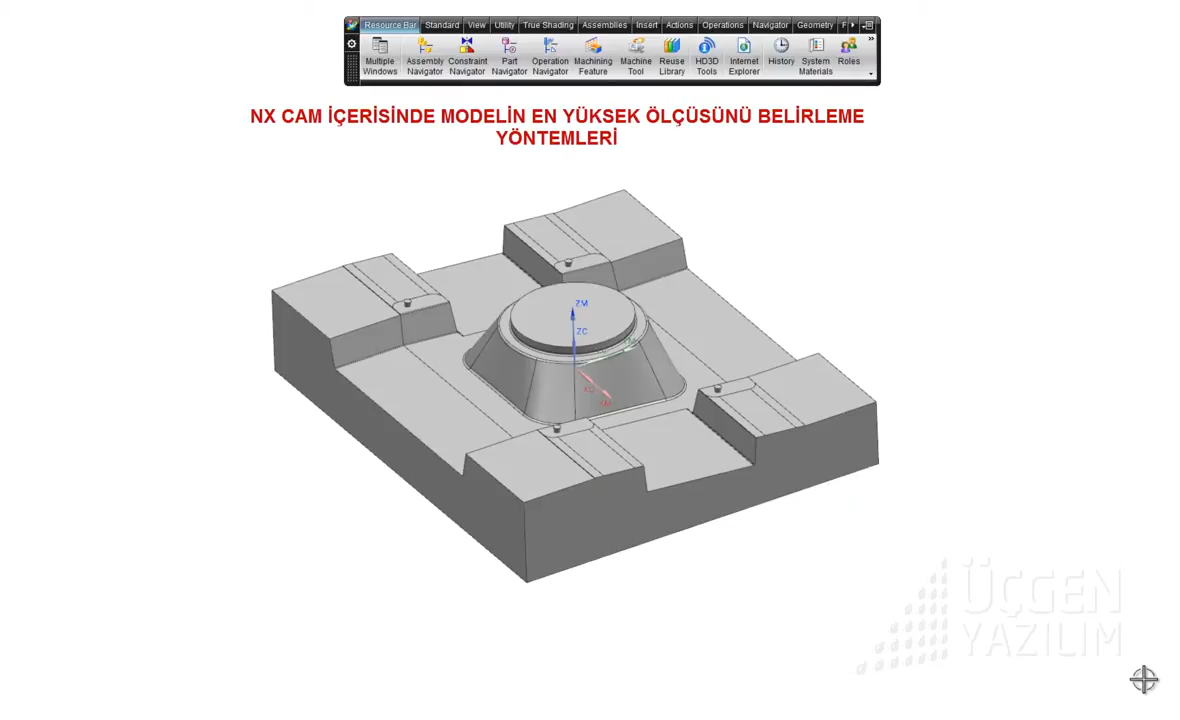 Resource Bar Standard View Utility True Shading Assemblies Insert Actions Operations Navigator Geometry F
Multiple Windows
Assembly Navigator
Constraint Navigator
Part Navigator
Operation Navigator
Machining Feature
Machine Tool
Reuse Library
HD3D Tools
Internet Explorer
History
System Materials
Roles
NX CAM İÇERİSİNDE MODELİN EN YÜKSEK ÖLÇÜSÜNÜ BELİRLEME
YÖNTEMLERİ
ZM
ZC
ÜÇGEN
YAZILIM